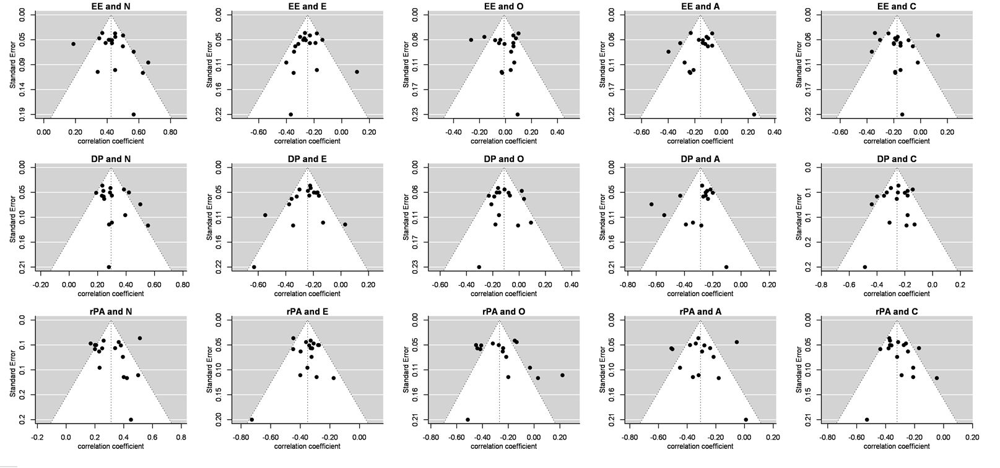 EE and N
EE and E
EE and O
EE and A
EE and C
Standard Error
0.00
0.05
0.09
0.14
0.19
0.00 0.20 0.40 0.60 0.80
correlation coefficient
Standard Error
0.00
0.05
0.11
0.16
0.22
-0.60 -0.40 -0.20 0.00 0.20
correlation coefficient
Standard Error
0.00
0.06
0.11
0.17
0.23
-0.40 -0.20 0.00 0.20 0.40
correlation coefficient
Standard Error
0.00
0.06
0.11
0.17
0.22
-0.60 -0.40 -0.20 0.00 0.20 0.40
correlation coefficient
Standard Error
0.00
0.06
0.11
0.17
0.22
-0.60 -0.40 -0.20 0.00 0.20
correlation coefficient
DP and N
DP and E
DP and O
DP and A
DP and C
Standard Error
0.00
0.05
0.10
0.16
0.21
-0.20 0.00 0.20 0.40 0.60 0.80
correlation coefficient
Standard Error
0.00
0.05
0.11
0.16
0.22
-0.60 -0.40 -0.20 0.00 0.20
correlation coefficient
Standard Error
0.00
0.06
0.11
0.17
0.23
-0.60 -0.40 -0.20 0.00 0.20 0.40
correlation coefficient
Standard Error
0.00
0.05
0.11
0.16
0.21
-0.80 -0.60 -0.40 -0.20 0.00 0.20
correlation coefficient
Standard Error
0.0
0.1
0.1
0.2
0.2
-0.8 -0.6 -0.4 -0.2 0.0 0.2
correlation coefficient
rPA and N
rPA and E
rPA and O
rPA and A
rPA and C
Standard Error
0.0
0.1
0.1
0.2
0.2
-0.2 0.0 0.2 0.4 0.6 0.8
correlation coefficient
Standard Error
0.00
0.05
0.10
0.15
0.20
-0.80 -0.60 -0.40 -0.20 0.00
correlation coefficient
Standard Error
0.00
0.05
0.11
0.16
0.21
-0.80 -0.60 -0.40 -0.20 0.00 0.20
correlation coefficient
Standard Error
0.00
0.05
0.10
0.16
0.21
-0.80 -0.60 -0.40 -0.20 0.00 0.20
correlation coefficient
Standard Error
0.00
0.05
0.10
0.15
0.21
-0.80 -0.60 -0.40 -0.20 0.00 0.20
correlation coefficient